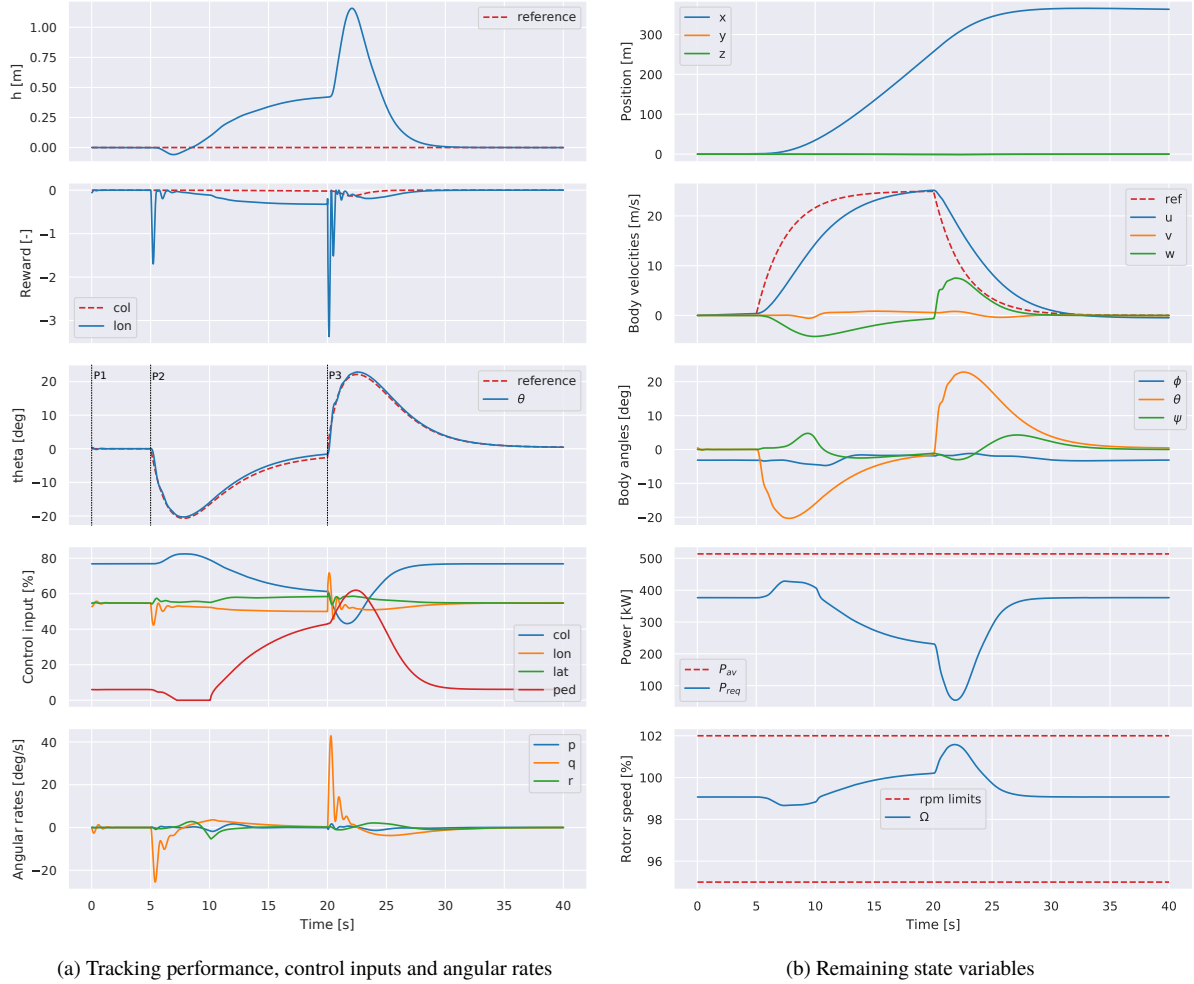 h [m]
1.00
0.75
0.50
0.25
0.00
reference
Reward [-]
0
−1
−2
−3
col
lon
theta [deg]
20
10
0
−10
−20
P1
P2
P3
reference
θ
Control input [%]
80
60
40
20
0
col
lon
lat
ped
Angular rates [deg/s]
40
20
0
−20
p
q
r
0 5 10 15 20 25 30 35 40
Time [s]
(a) Tracking performance, control inputs and angular rates
Position [m]
300
200
100
0
x
y
z
Body velocities [m/s]
20
10
0
ref
u
v
w
Body angles [deg]
20
10
0
−10
−20
ϕ
θ
ψ
Power [kW]
500
400
300
200
100
P_av
P_req
Rotor speed [%]
102
100
98
96
rpm limits
Ω
0 5 10 15 20 25 30 35 40
Time [s]
(b) Remaining state variables